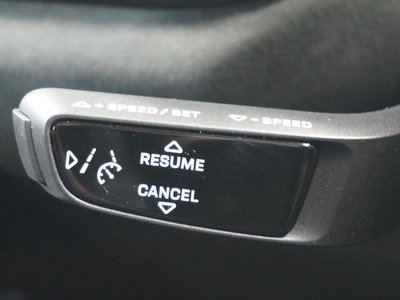 + SPEED/SET
- SPEED
RESUME
CANCEL